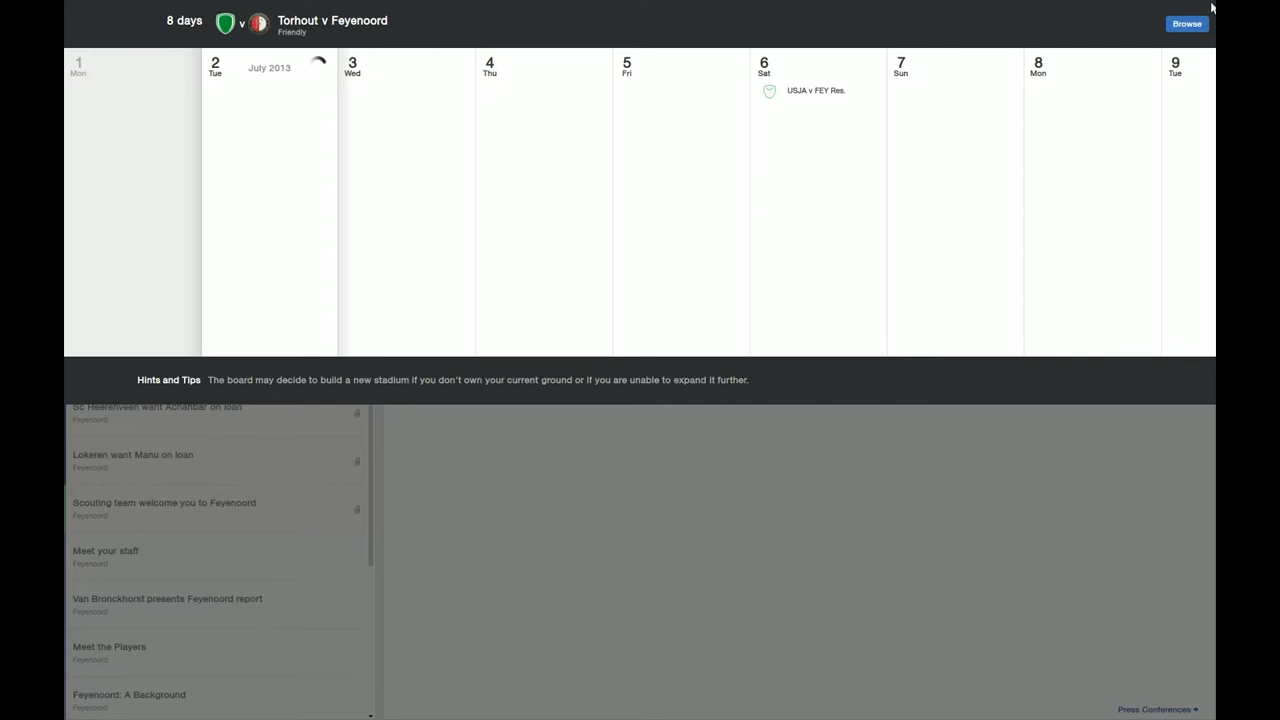 8 days
v
Torhout v Feyenoord
Friendly
Browse
1
Mon
2
Tue
July 2013
3
Wed
4
Thu
5
Fri
6
Sat
USJA v FEY Res.
7
Sun
8
Mon
9
Tue
Hints and Tips The board may decide to build a new stadium if you don't own your current ground or if you are unable to expand it further.
Sc Heerenveen want Achahbar on loan
Feyenoord
Lokeren want Manu on loan
Feyenoord
Scouting team welcome you to Feyenoord
Feyenoord
Meet your staff
Feyenoord
Van Bronckhorst presents Feyenoord report
Feyenoord
Meet the Players
Feyenoord
Feyenoord: A Background
Feyenoord
Press Conferences